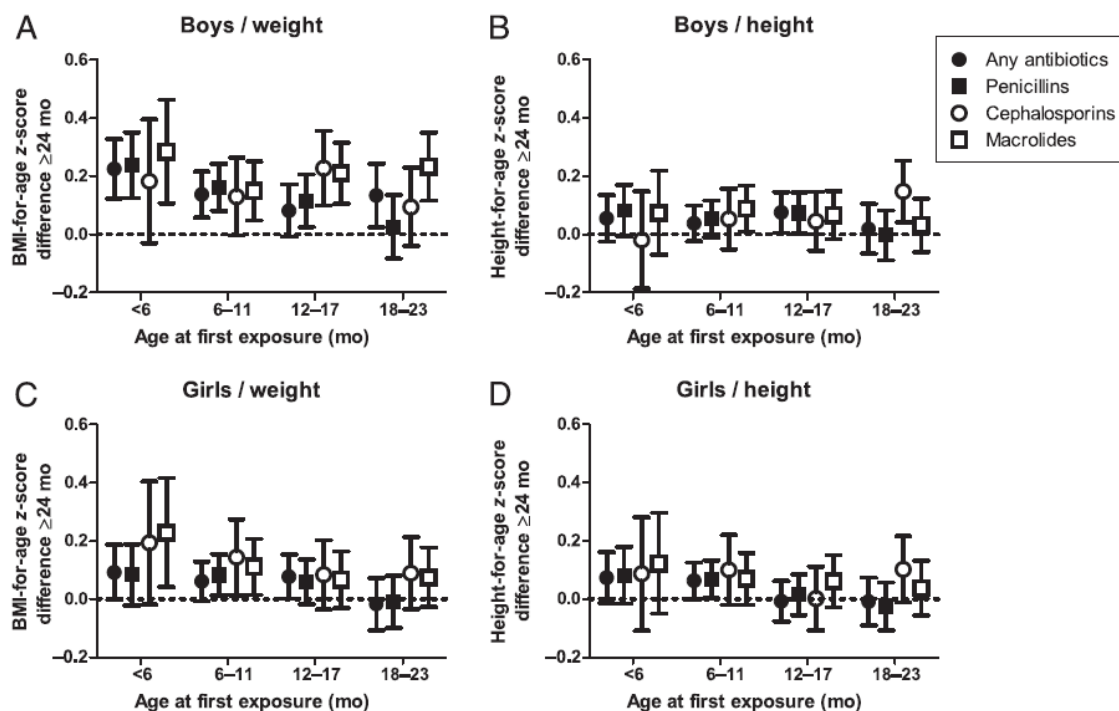 A
Boys / weight
BMI-for-age z-score
difference ≥24 mo
0.6
0.4
0.2
0.0
–0.2
<6
6–11
12–17
18–23
Age at first exposure (mo)
B
Boys / height
Height-for-age z-score
difference ≥24 mo
0.6
0.4
0.2
0.0
–0.2
<6
6–11
12–17
18–23
Age at first exposure (mo)
Any antibiotics
Penicillins
Cephalosporins
Macrolides
C
Girls / weight
BMI-for-age z-score
difference ≥24 mo
0.6
0.4
0.2
0.0
–0.2
<6
6–11
12–17
18–23
Age at first exposure (mo)
D
Girls / height
Height-for-age z-score
difference ≥24 mo
0.6
0.4
0.2
0.0
–0.2
<6
6–11
12–17
18–23
Age at first exposure (mo)